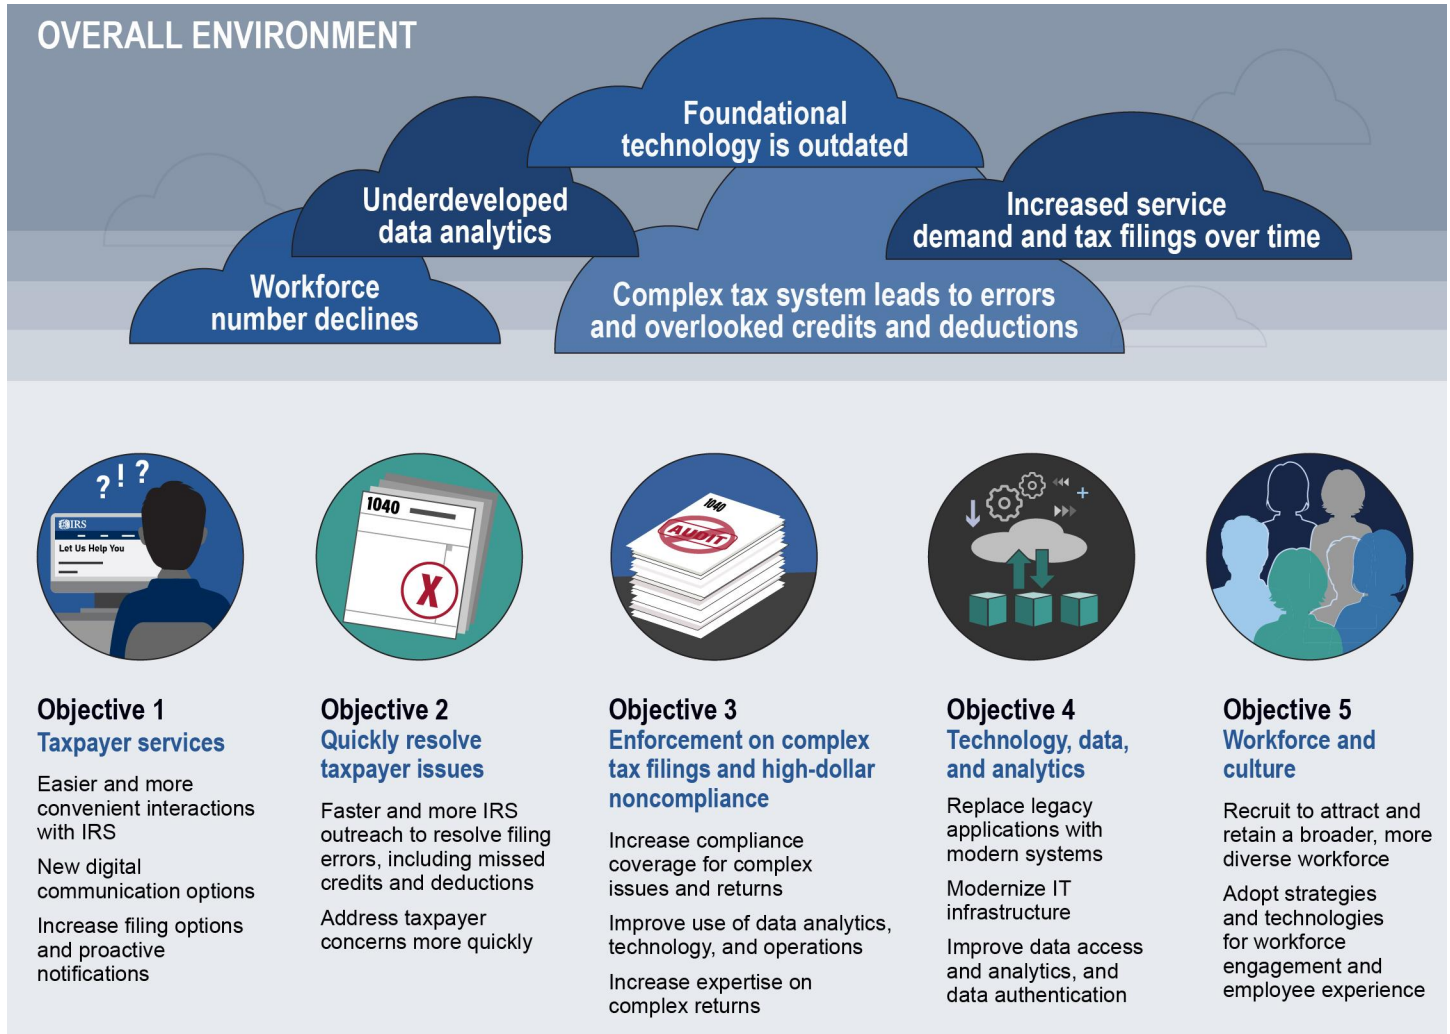 OVERALL ENVIRONMENT
Foundational
technology is outdated
Underdeveloped
data analytics
Increased service
demand and tax filings over time
Workforce
number declines
Complex tax system leads to errors
and overlooked credits and deductions
?!?
IRS
Let Us Help You
1040
X
1040
AUDIT
Objective 1
Taxpayer services
Easier and more
convenient interactions
with IRS
New digital
communication options
Increase filing options
and proactive
notifications
Objective 2
Quickly resolve
taxpayer issues
Faster and more IRS
outreach to resolve filing
errors, including missed
credits and deductions
Address taxpayer
concerns more quickly
Objective 3
Enforcement on complex
tax filings and high-dollar
noncompliance
Increase compliance
coverage for complex
issues and returns
Improve use of data analytics,
technology, and operations
Increase expertise on
complex returns
Objective 4
Technology, data,
and analytics
Replace legacy
applications with
modern systems
Modernize IT
infrastructure
Improve data access
and analytics, and
data authentication
Objective 5
Workforce and
culture
Recruit to attract and
retain a broader, more
diverse workforce
Adopt strategies
and technologies
for workforce
engagement and
employee experience